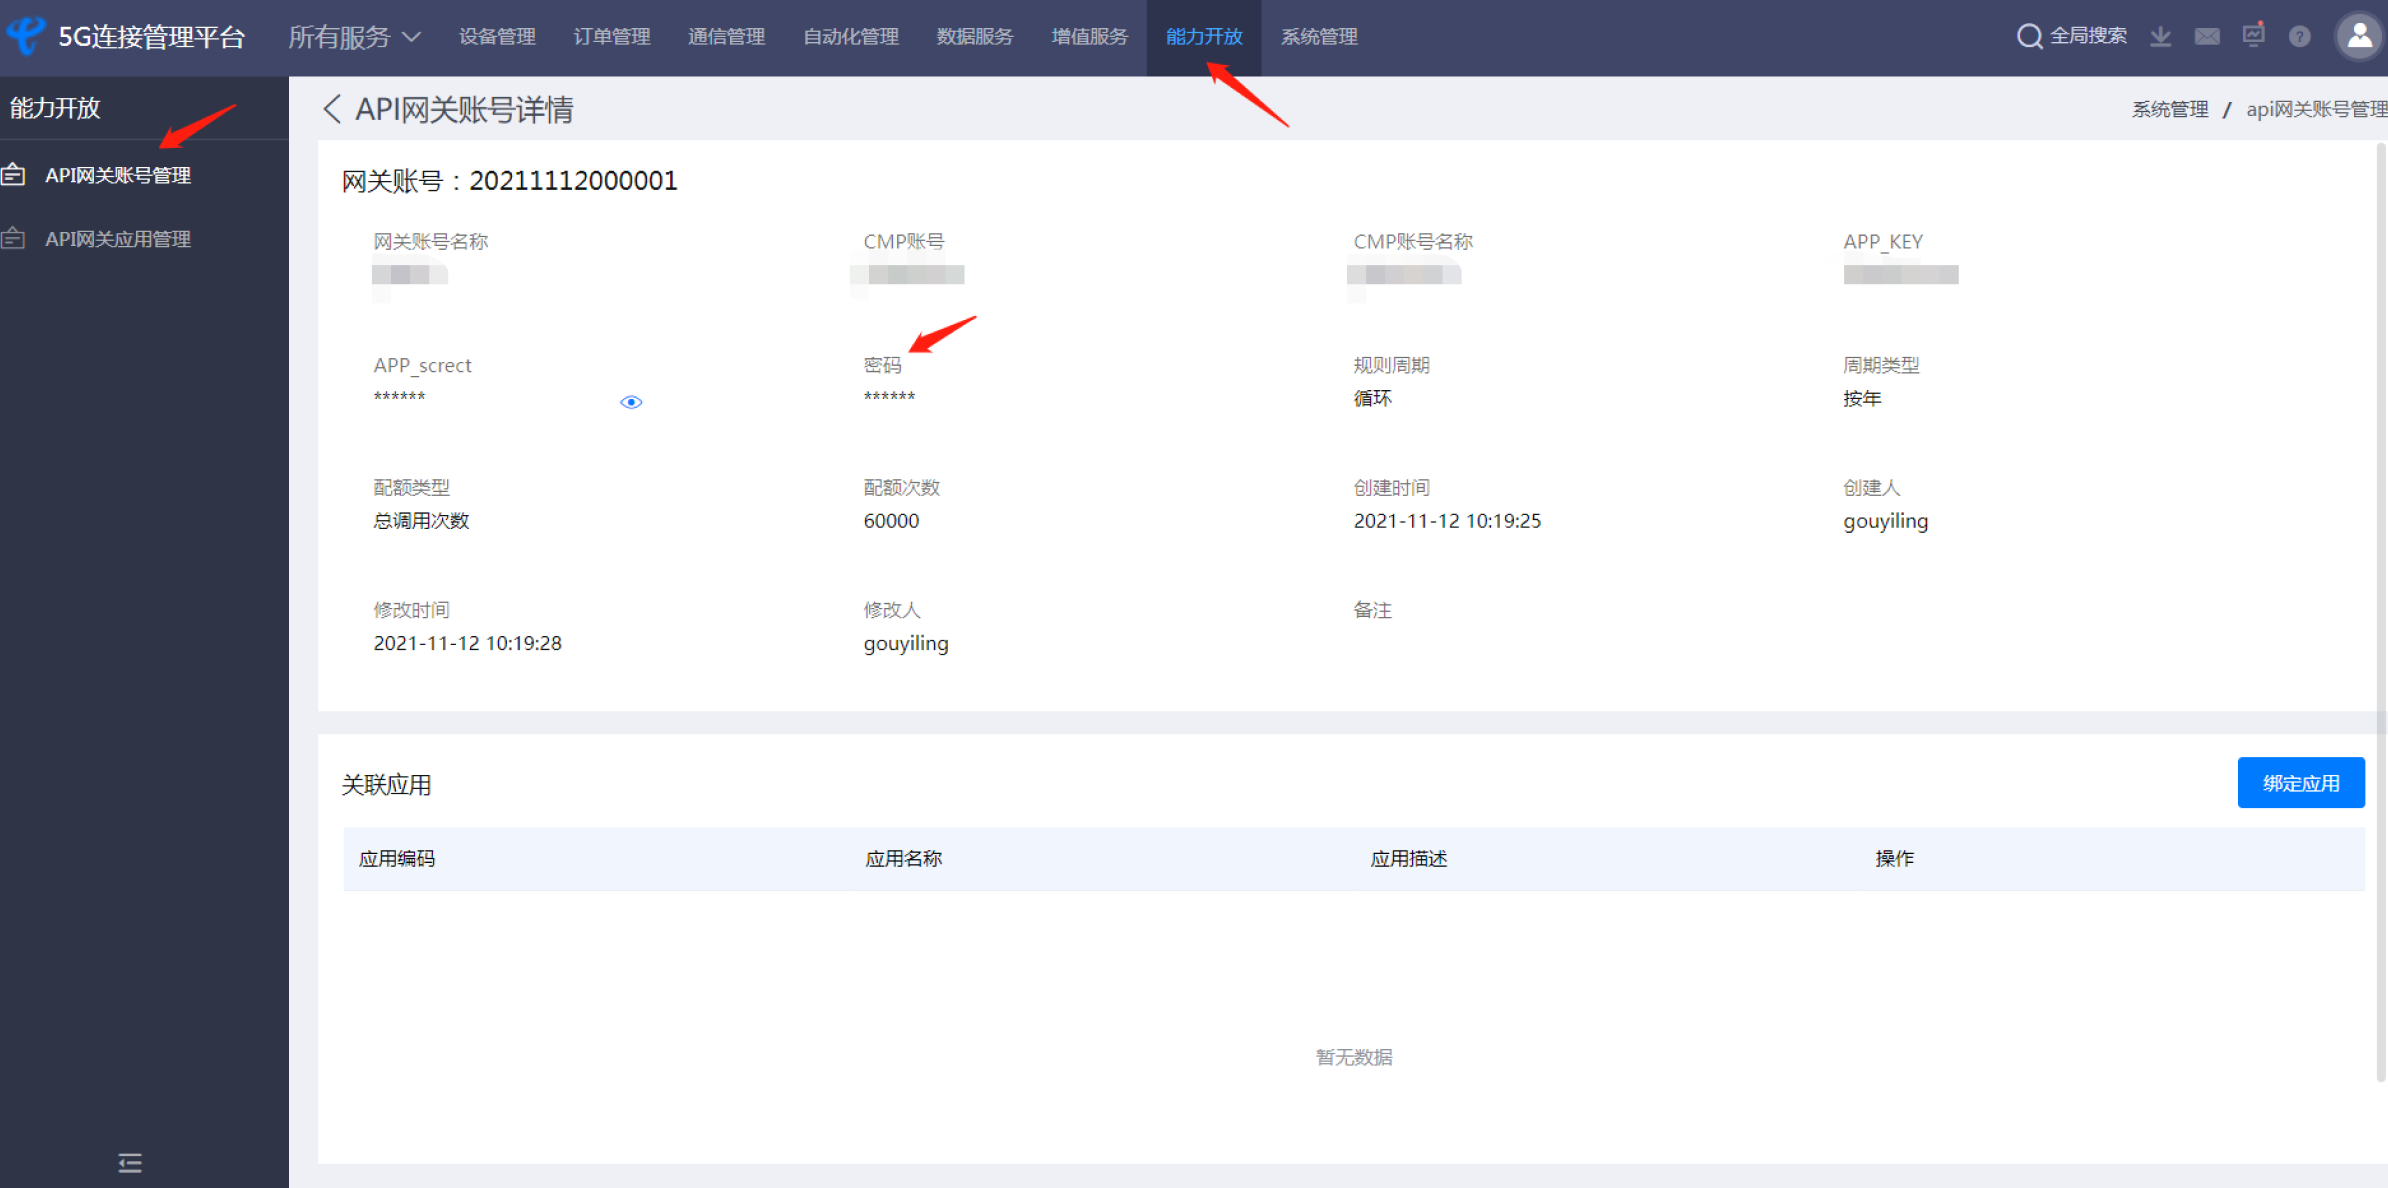 5G连接管理平台 所有服务 设备管理 订单管理 通信管理 自动化管理 数据服务 增值服务 能力开放 系统管理 全局搜索
能力开放
API网关账号管理
API网关应用管理
API网关账号详情 系统管理 / api网关账号管理
网关账号：20211112000001
网关账号名称 CMP账号 CMP账号名称 APP_KEY
APP_screct 密码 规则周期 周期类型
****** ****** 循环 按年
配额类型 配额次数 创建时间 创建人
总调用次数 60000 2021-11-12 10:19:25 gouyiling
修改时间 修改人 备注
2021-11-12 10:19:28 gouyiling
关联应用 绑定应用
应用编码 应用名称 应用描述 操作
暂无数据